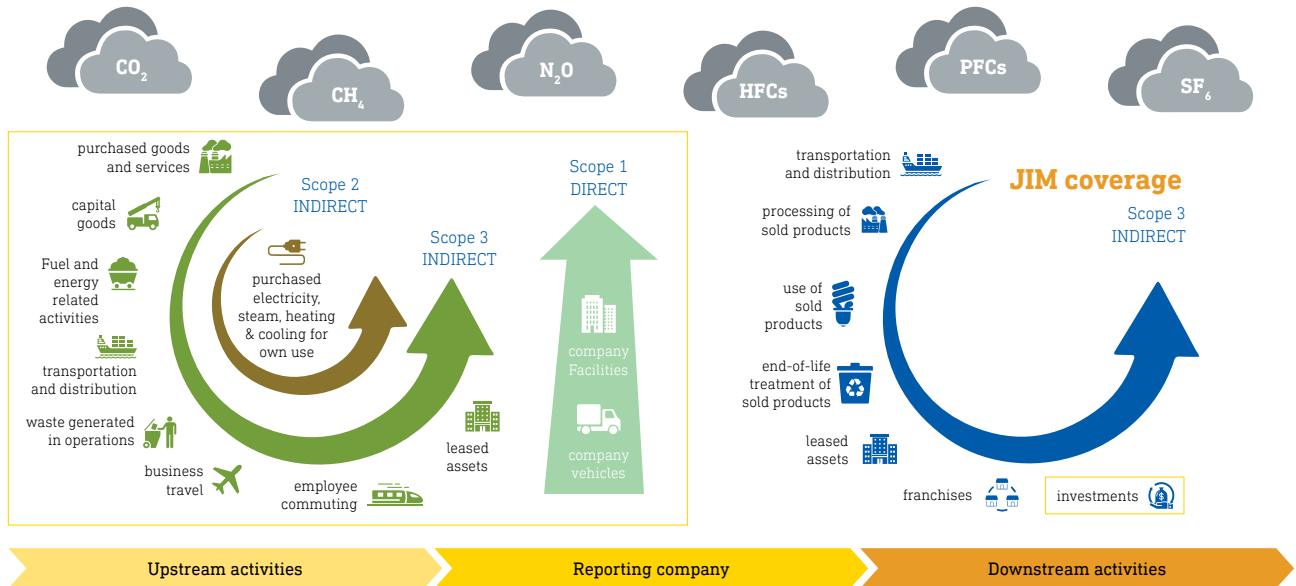 CO₂
CH₄
N₂O
HFCs
PFCs
SF₆
purchased goods
and services
capital
goods
Fuel and
energy
related
activities
transportation
and distribution
waste generated
in operations
business
travel
employee
commuting
leased
assets
Scope 2
INDIRECT
purchased
electricity,
steam, heating
& cooling for
own use
Scope 3
INDIRECT
Scope 1
DIRECT
company
Facilities
company
vehicles
transportation
and distribution
processing of
sold products
use of
sold
products
end-of-life
treatment of
sold products
leased
assets
franchises
investments
JIM coverage
Scope 3
INDIRECT
Upstream activities
Reporting company
Downstream activities